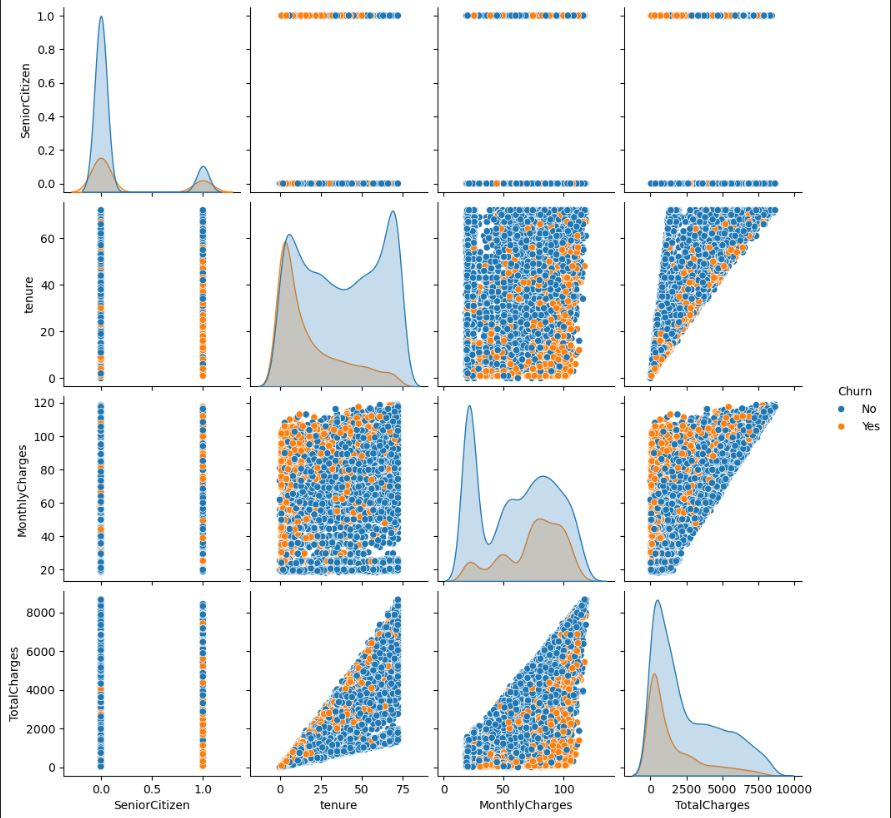 1.0
0.8
0.6
0.4
0.2
0.0
SeniorCitizen
60
40
20
0
tenure
120
100
80
60
40
20
MonthlyCharges
8000
6000
4000
2000
0
TotalCharges
0.0 0.5 1.0
SeniorCitizen
0 25 50 75
tenure
0 50 100
MonthlyCharges
0 2500 5000 7500 10000
TotalCharges
Churn
No
Yes